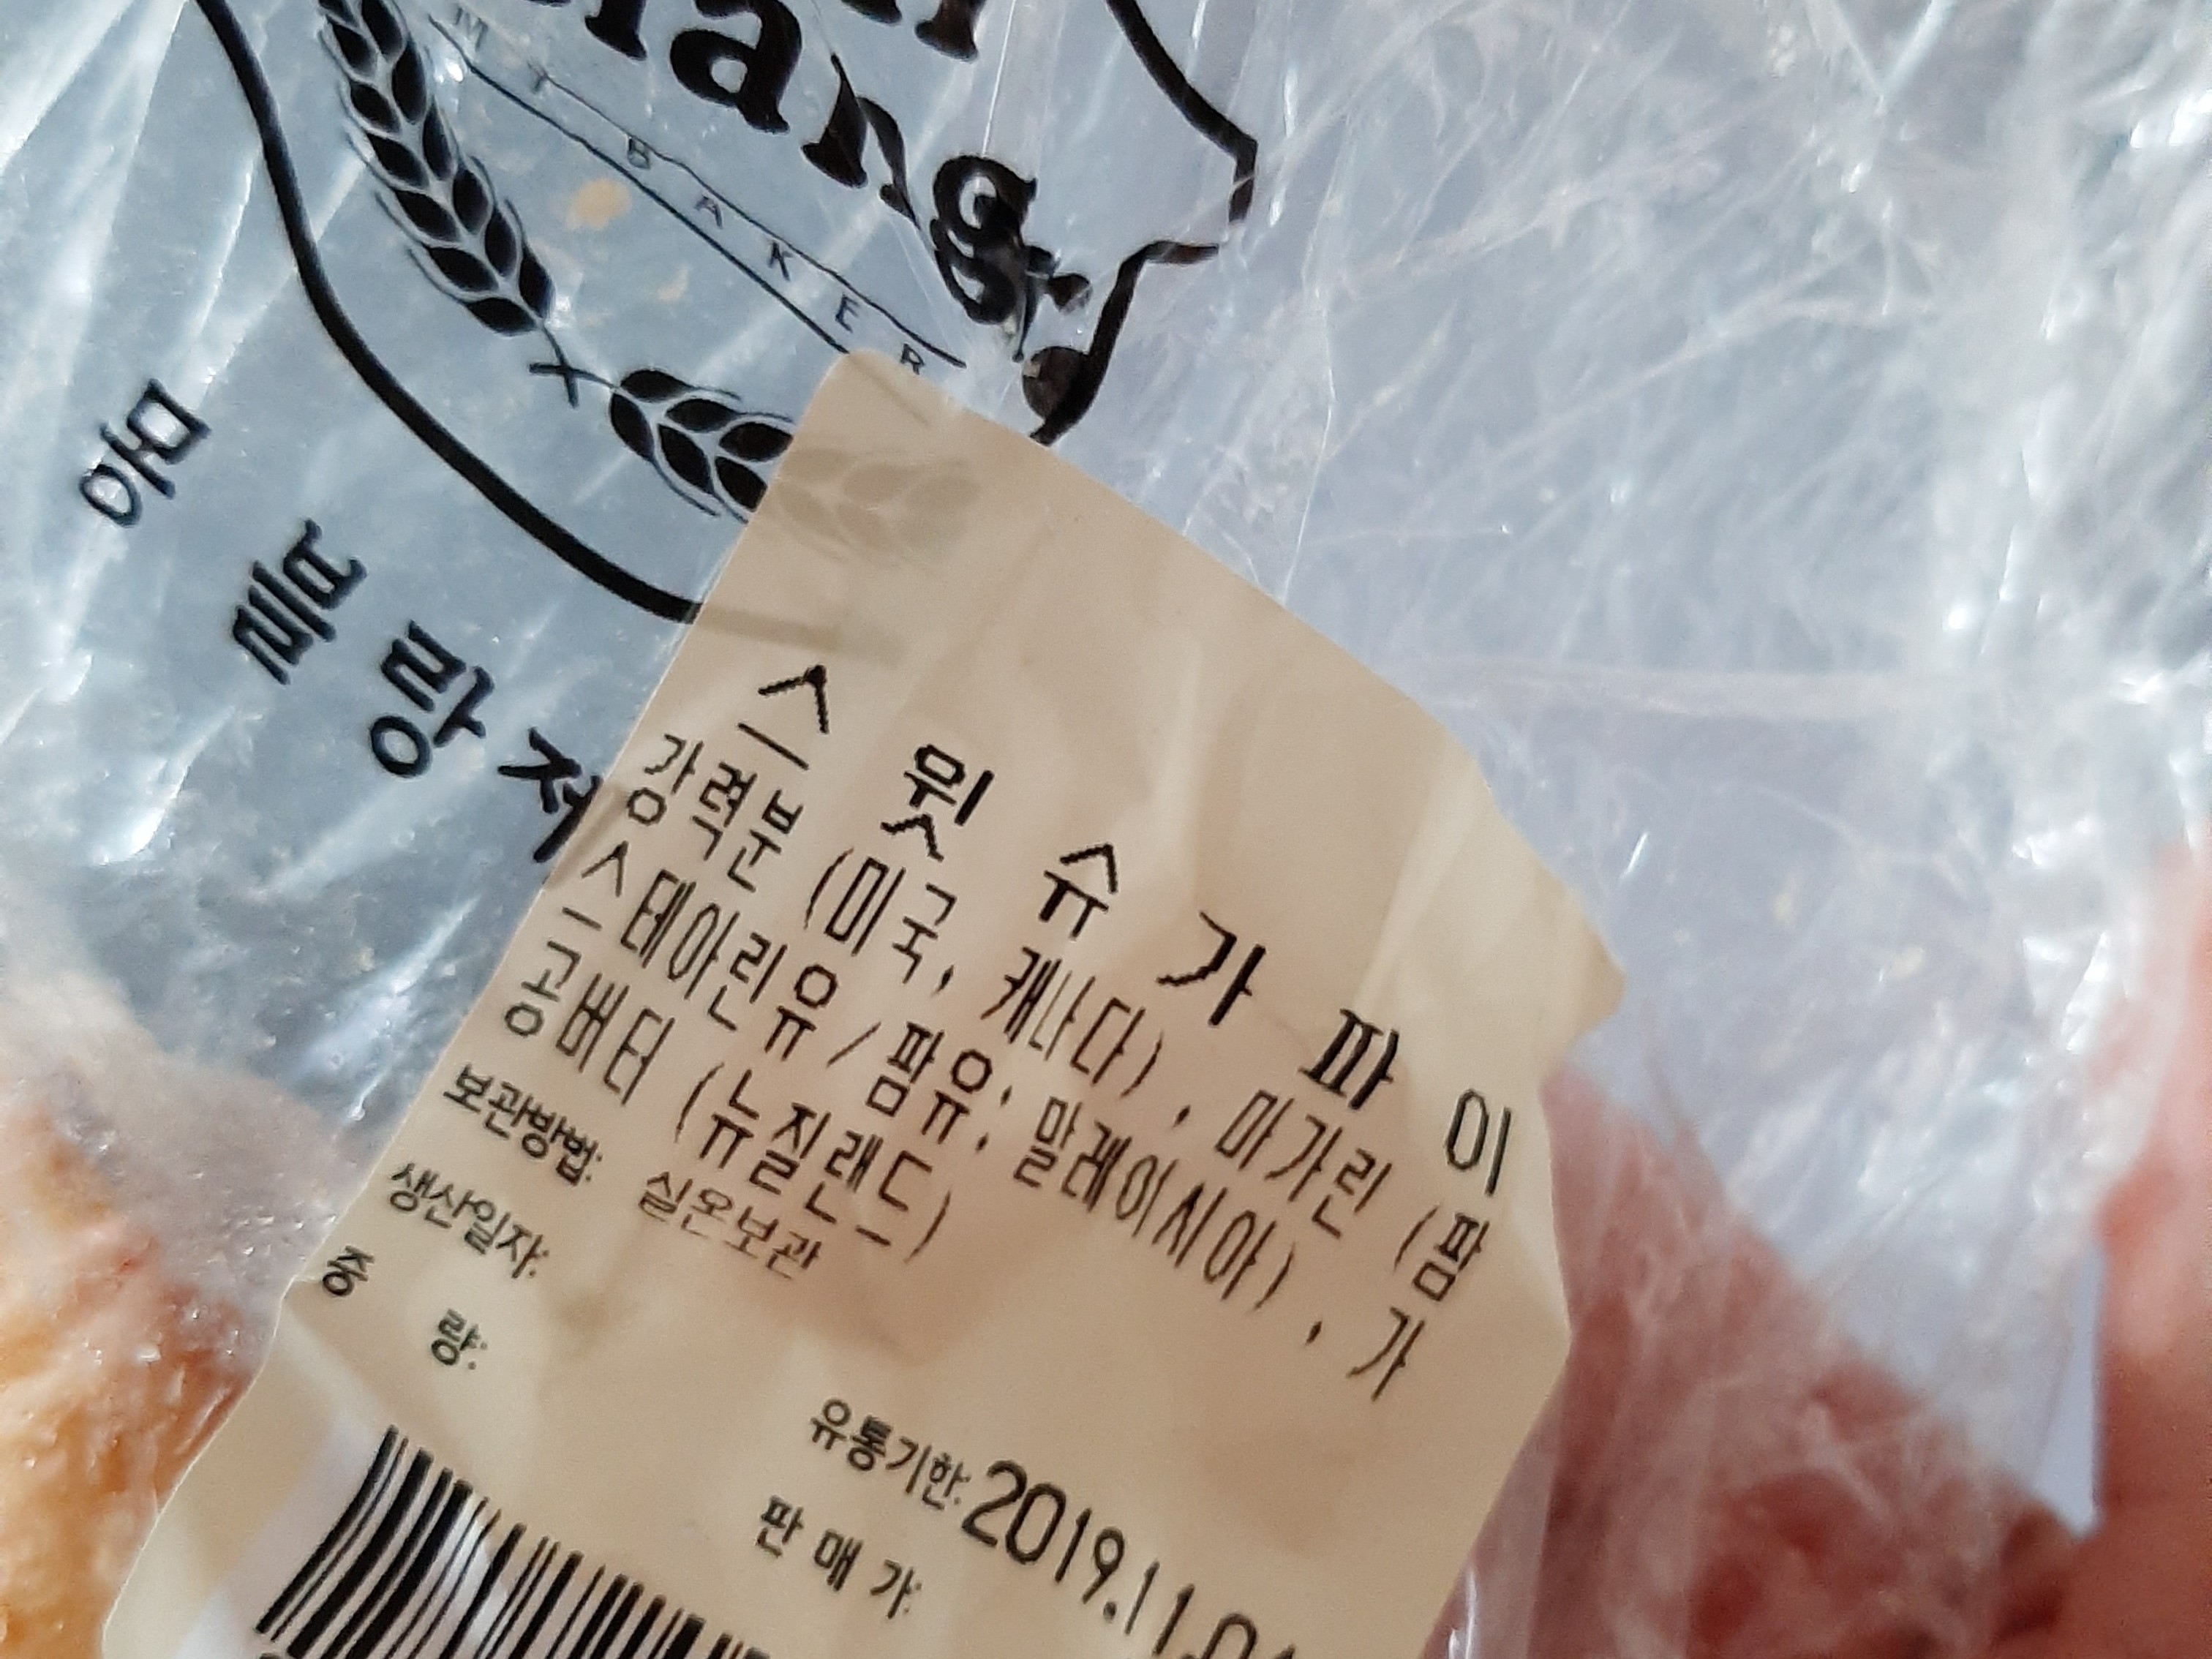 MY BAKER
몽 블랑제
스윗슈가파이
강력분 (미국, 캐나다), 마가린 (팜
스테아린유/팜유; 말레이시아), 가
공버터 (뉴질랜드)
보관방법: 실온보관
생산일자:
중 량:
유통기한: 2019.11.
판 매 가: